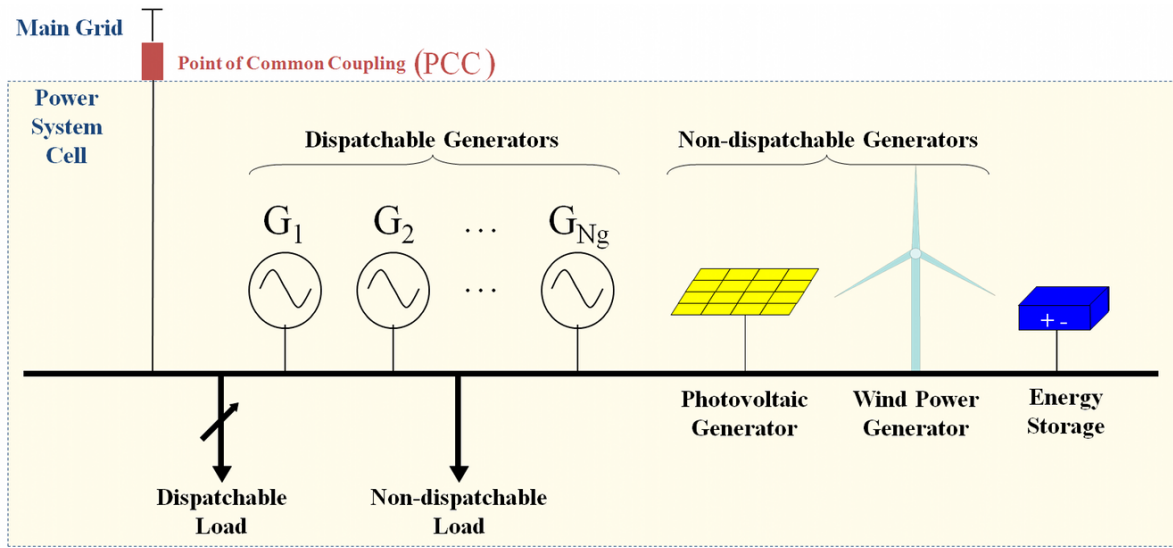 Main Grid
Point of Common Coupling (PCC)
Power
System
Cell
Dispatchable Generators
Non-dispatchable Generators
G1
G2
...
GNg
...
+ -
Photovoltaic
Generator
Wind Power
Generator
Energy
Storage
Dispatchable
Load
Non-dispatchable
Load